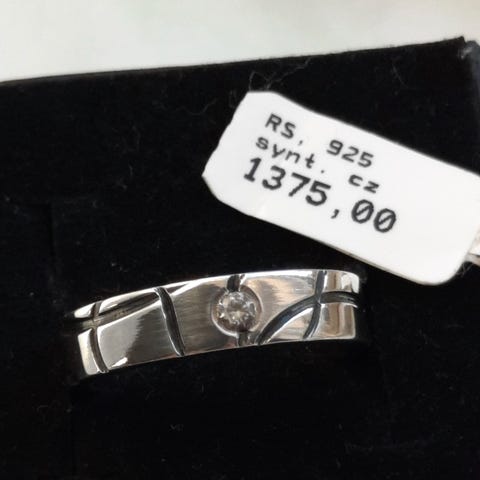 RS, 925
synt. cz
1375,00